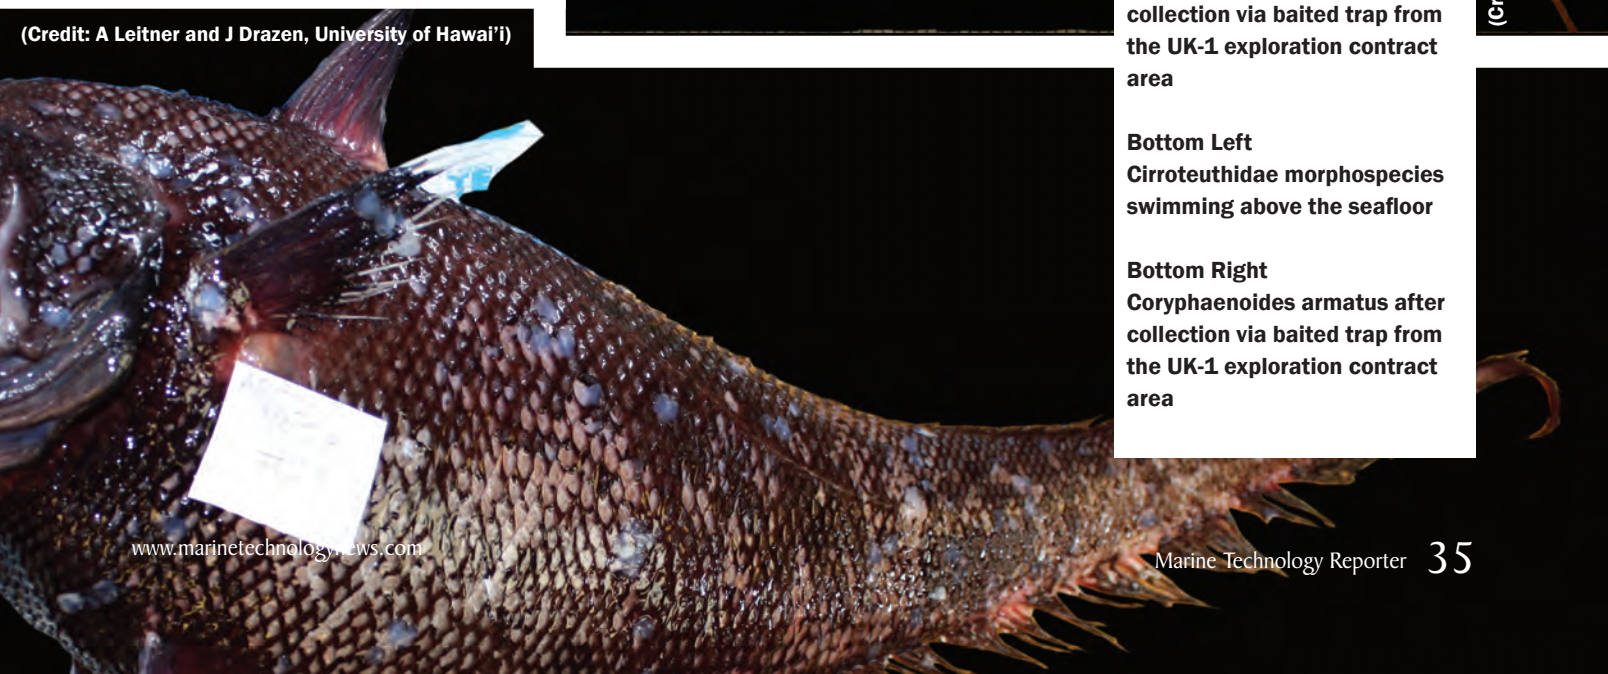 (Credit: A Leitner and J Drazen, University of Hawai'i)
collection via baited trap from
the UK-1 exploration contract
area
Bottom Left
Cirroteuthidae morphospecies
swimming above the seafloor
Bottom Right
Coryphaenoides armatus after
collection via baited trap from
the UK-1 exploration contract
area
(Cr
www.marinetechnologynews.com
Marine Technology Reporter 35